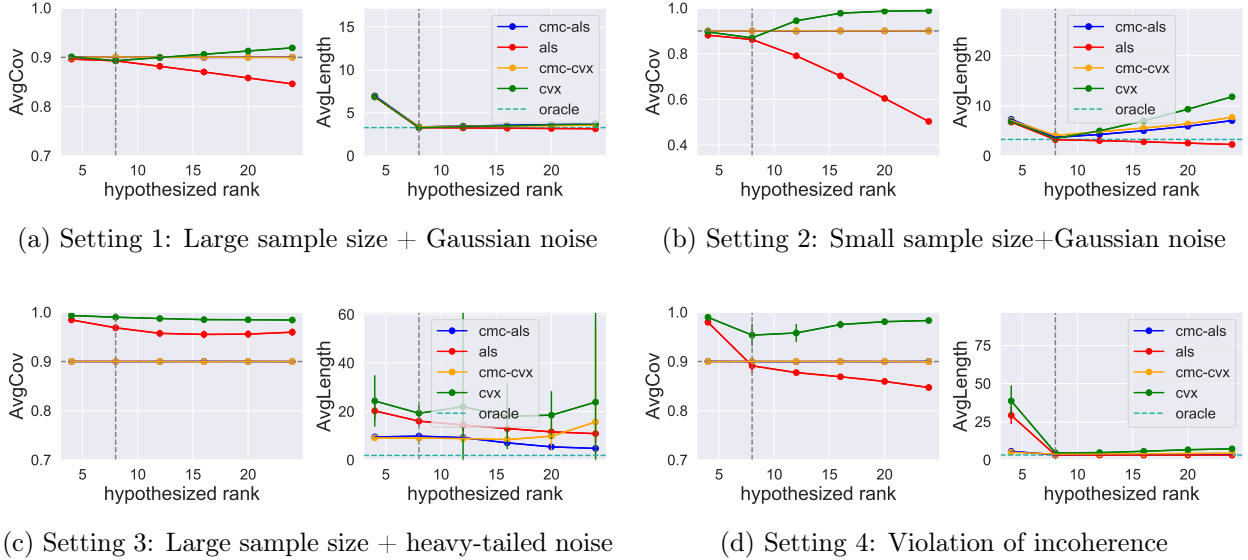 1.0
0.9
0.8
0.7
AvgCov
5 10 15 20
hypothesized rank
15
10
5
0
AvgLength
cmc-als
als
cmc-cvx
cvx
oracle
5 10 15 20
hypothesized rank
(a) Setting 1: Large sample size + Gaussian noise
1.0
0.8
0.6
0.4
AvgCov
5 10 15 20
hypothesized rank
20
10
0
AvgLength
cmc-als
als
cmc-cvx
cvx
oracle
5 10 15 20
hypothesized rank
(b) Setting 2: Small sample size+Gaussian noise
1.0
0.9
0.8
0.7
AvgCov
5 10 15 20
hypothesized rank
60
40
20
0
AvgLength
cmc-als
als
cmc-cvx
cvx
oracle
5 10 15 20
hypothesized rank
(c) Setting 3: Large sample size + heavy-tailed noise
1.0
0.9
0.8
0.7
AvgCov
5 10 15 20
hypothesized rank
75
50
25
0
AvgLength
cmc-als
als
cmc-cvx
cvx
oracle
5 10 15 20
hypothesized rank
(d) Setting 4: Violation of incoherence